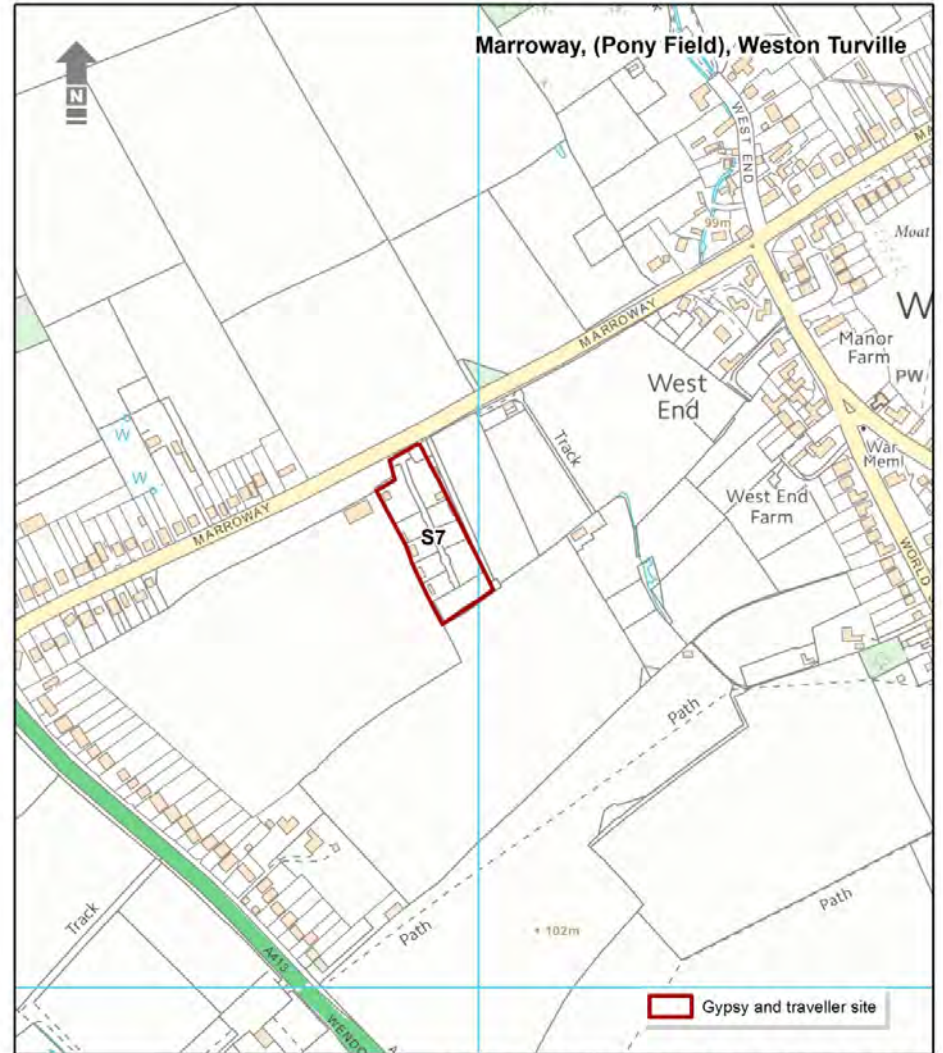 Marroway, (Pony Field), Weston Turville
N
WEST END
99m
Moat
MARROWAY
Manor
Farm
PW
West
End
War
Meml
Track
W
W
West End
Farm
S7
MARROWAY
WORLD
Path
Path
Track
Path
+ 102m
A413
WENDO
Gypsy and traveller site